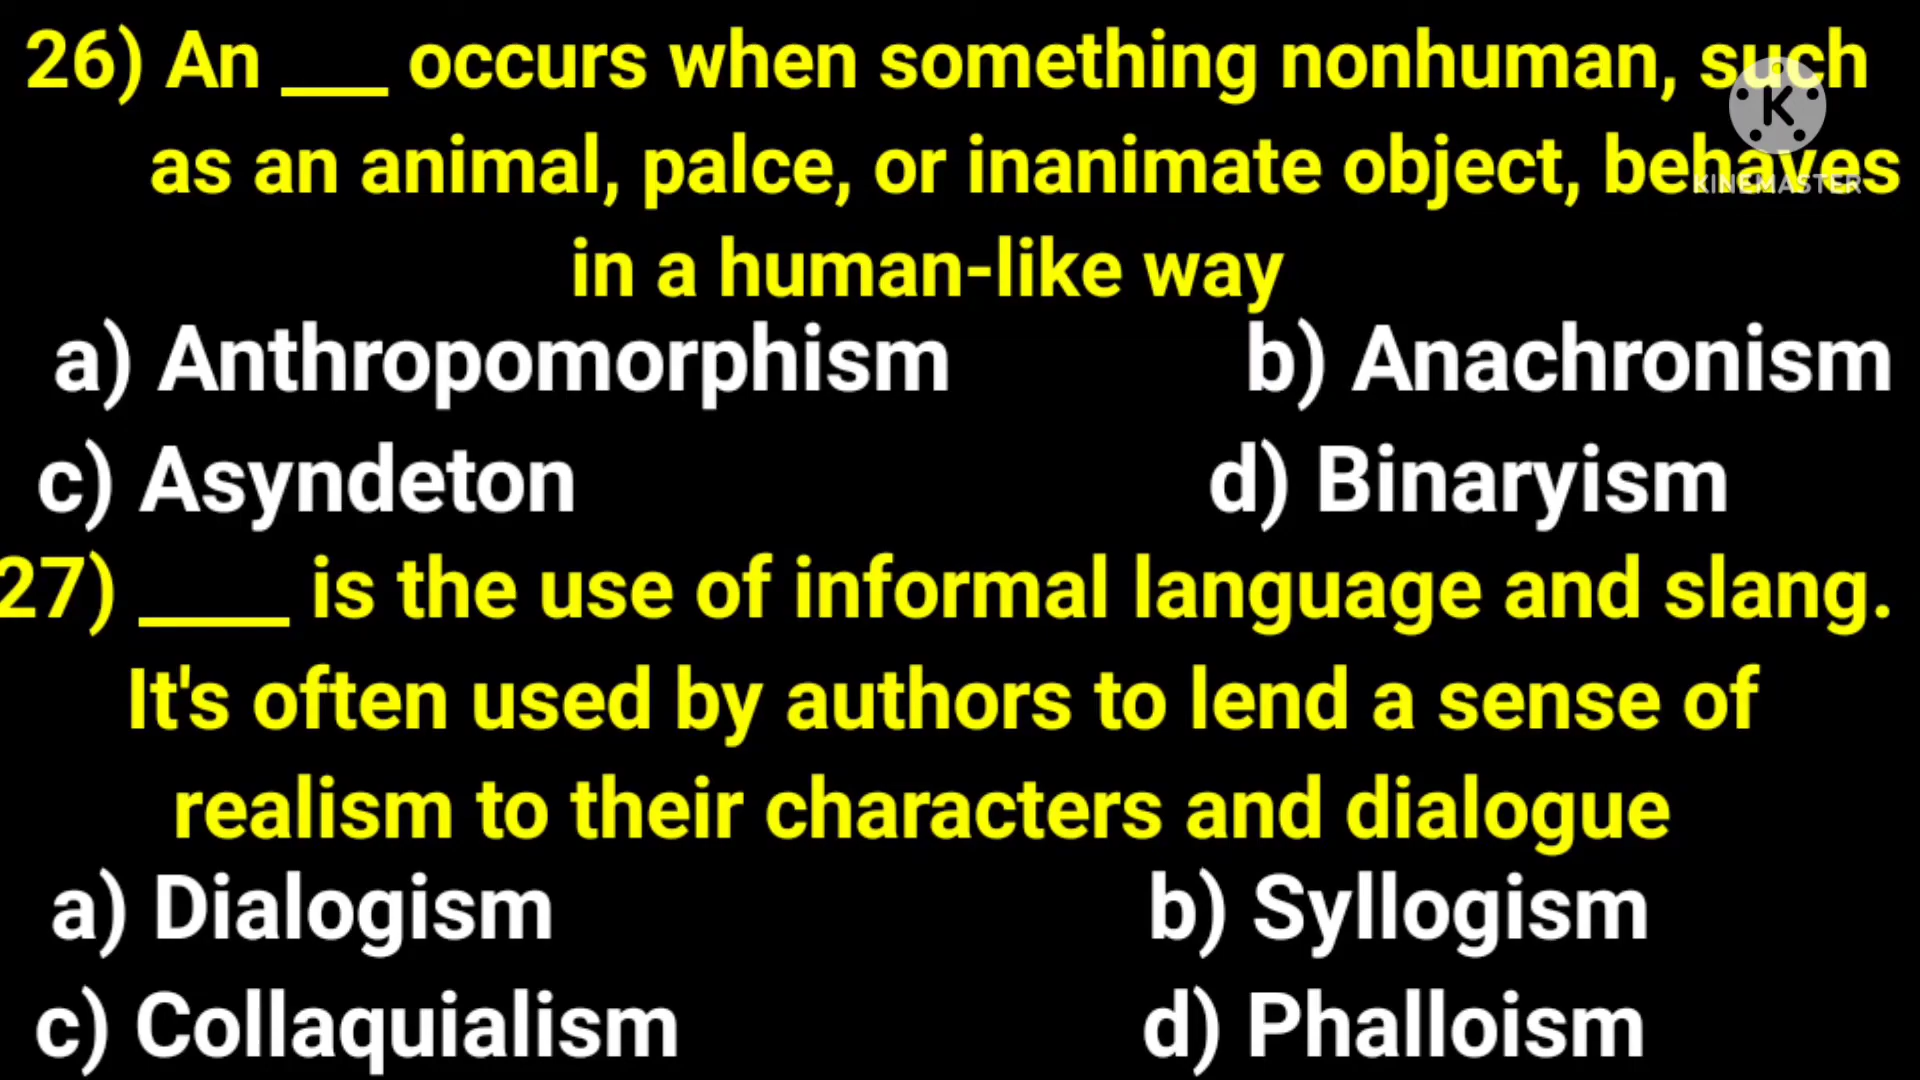 26) An ___ occurs when something nonhuman, such
as an animal, palce, or inanimate object, behaves
in a human-like way
a) Anthropomorphism b) Anachronism
c) Asyndeton d) Binaryism
27) ____ is the use of informal language and slang.
It's often used by authors to lend a sense of
realism to their characters and dialogue
a) Dialogism b) Syllogism
c) Collaquialism d) Phalloism
K
KINEMASTER